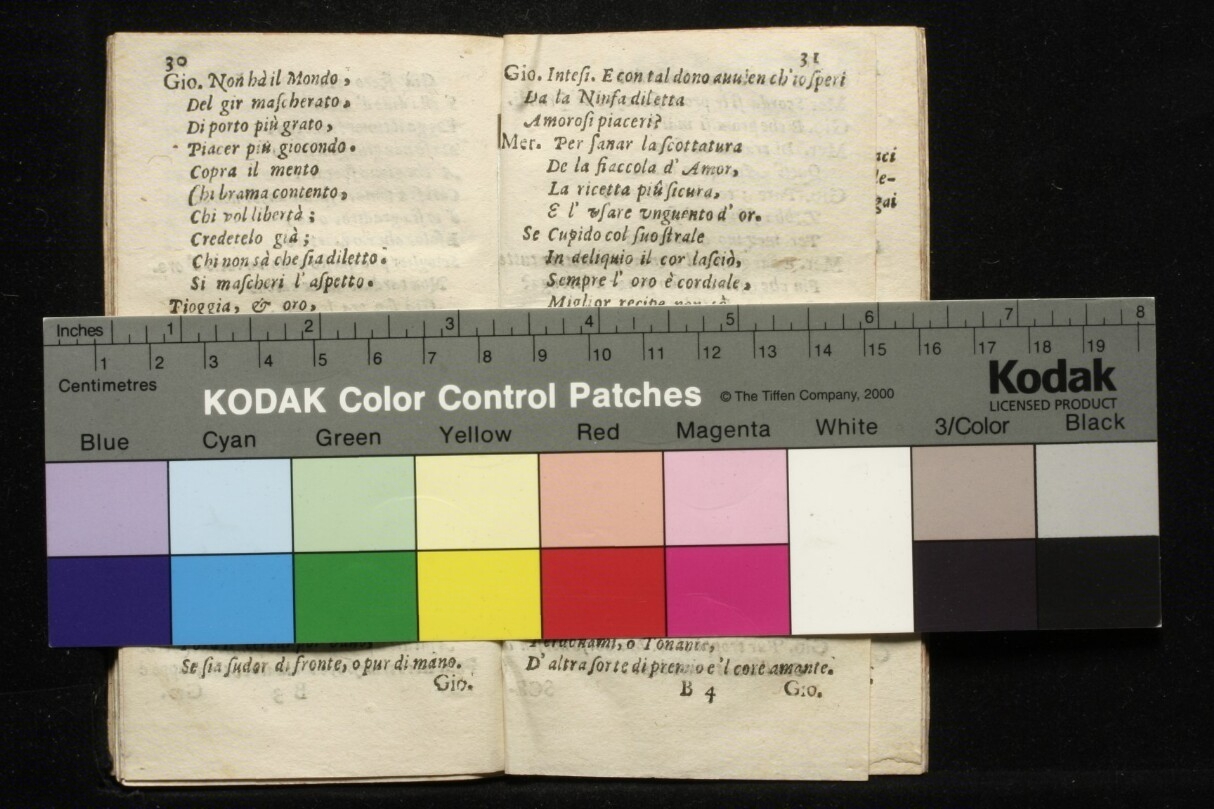 30
Gio. Non hà il Mondo,
Del gir maſcherato.
Di porto più grato,
Piacer più giocondo.
Copra il mento
Chi brama contento,
Chi vol libertà;
Credetelo già;
Chi non sà che ſia diletto.
Si maſcheri l'aſpetto.
Pioggia, & oro,
31
Gio. Inteſi. E con tal dono auuien ch'io ſperi
Da la Ninfa diletta
Amoroſi piaceri?
Mer. Per ſanar la ſcottatura
De la fiaccola d'Amor,
La ricetta più ſicura,
E l'vſare vnguento d'or.
Se Cupido col ſuo ſtrale
In deliquio il cor laſciò,
Sempre l'oro è cordiale,
Miglior recipe
Inches 1 2 3 4 5 6 7 8
1 2 3 4 5 6 7 8 9 10 11 12 13 14 15 16 17 18 19
Centimetres
KODAK Color Control Patches © The Tiffen Company, 2000
Kodak
LICENSED PRODUCT
Blue Cyan Green Yellow Red Magenta White 3/Color Black
Se ſia ſudor di fronte, o pur di mano.
Gio.
o Tonante,
D'altra ſorte di premio e'l core amante.
B 4 Gio.